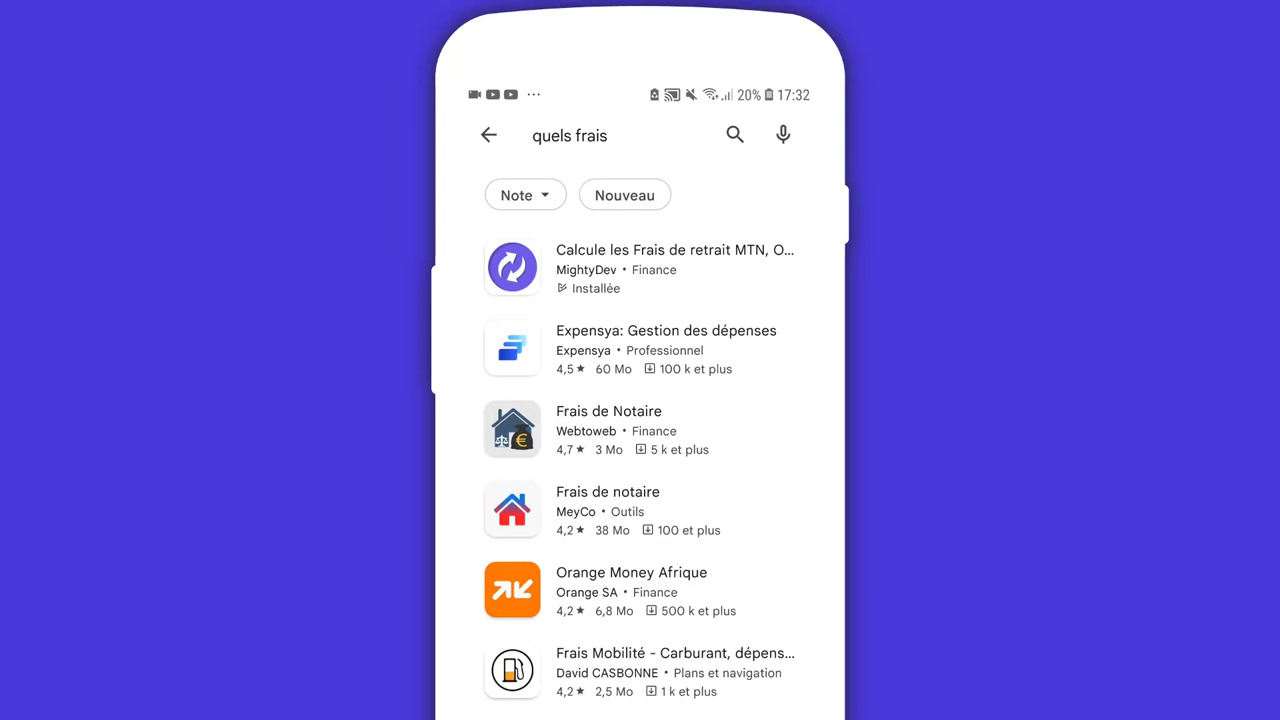 20% 17:32
quels frais
Note
Nouveau
Calcule les Frais de retrait MTN, O...
MightyDev • Finance
Installée
Expensya: Gestion des dépenses
Expensya • Professionnel
4,5★ 60 Mo 100 k et plus
Frais de Notaire
Webtoweb • Finance
4,7★ 3 Mo 5 k et plus
Frais de notaire
MeyCo • Outils
4,2★ 38 Mo 100 et plus
Orange Money Afrique
Orange SA • Finance
4,2★ 6,8 Mo 500 k et plus
Frais Mobilité - Carburant, dépens...
David CASBONNE • Plans et navigation
4,2★ 2,5 Mo 1 k et plus